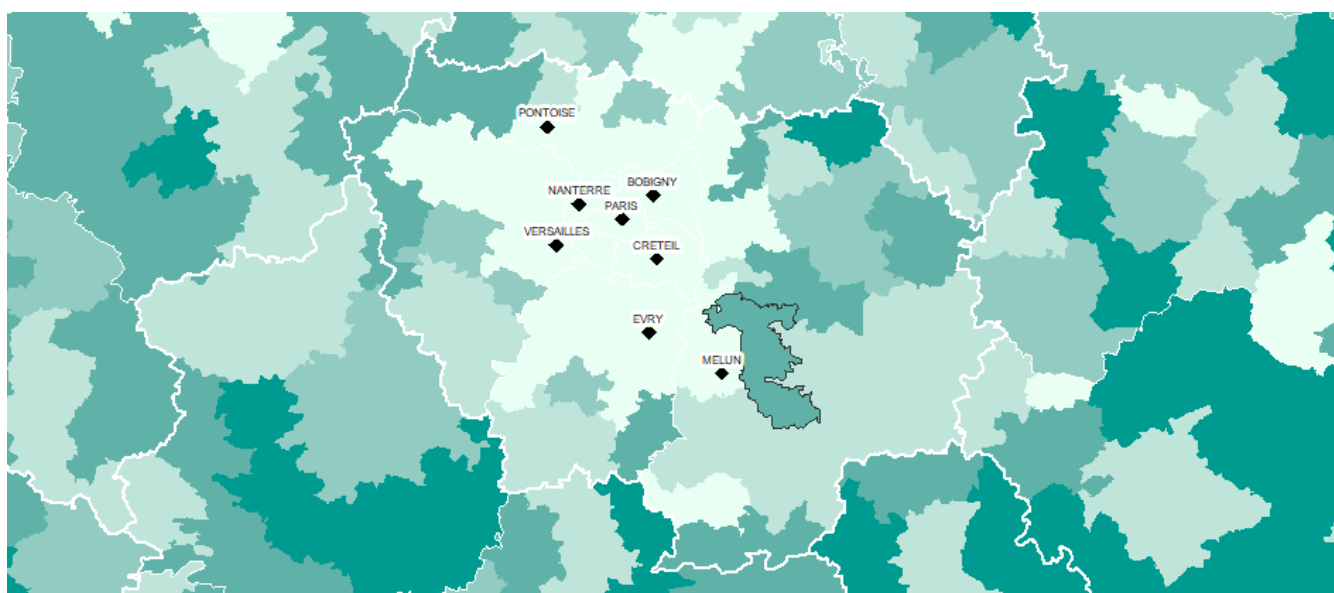 PONTOISE
NANTERRE
BOBIGNY
PARIS
VERSAILLES
CRETEIL
EVRY
MELUN